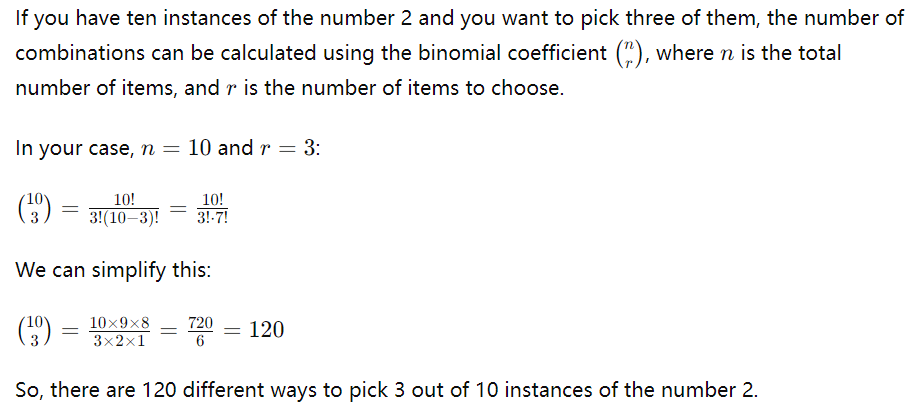 If you have ten instances of the number 2 and you want to pick three of them, the number of
combinations can be calculated using the binomial coefficient $\binom{n}{r}$, where $n$ is the total
number of items, and $r$ is the number of items to choose.
In your case, $n = 10$ and $r = 3$:
$\binom{10}{3} = \frac{10!}{3!(10-3)!} = \frac{10!}{3! \cdot 7!}$
We can simplify this:
$\binom{10}{3} = \frac{10 \times 9 \times 8}{3 \times 2 \times 1} = \frac{720}{6} = 120$
So, there are 120 different ways to pick 3 out of 10 instances of the number 2.